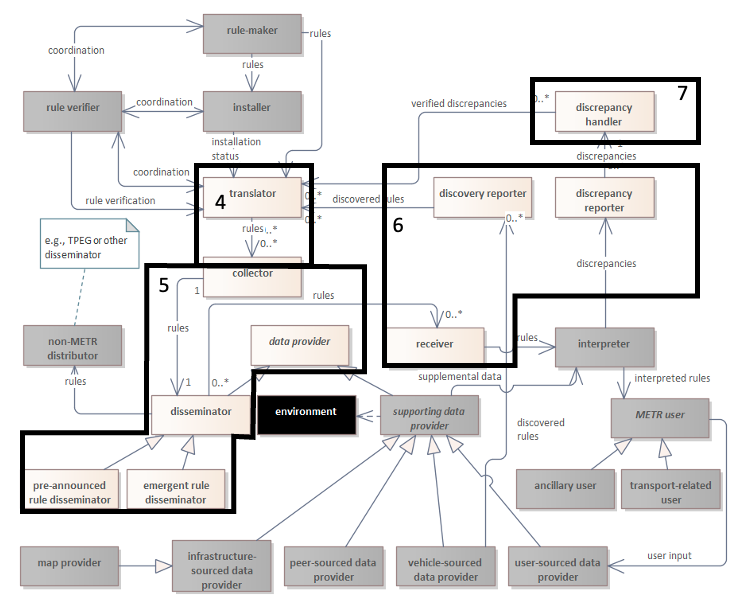 rule-maker
rules
coordination
rules
7
rule verifier
coordination
installer
verified discrepancies
0..*
discrepancy
handler
installation
status
1
discrepancies
coordination
translator
4
0..*
discovered rules
0..*
discovery reporter
0..*
discrepancy
reporter
rule verification
rules
..*
0..*
6
e.g., TPEG or other
disseminator
collector
5
1
rules
discrepancies
rules
0..*
non-METR
distributor
data provider
receiver
rules
interpreter
rules
1
0..*
supplemental data
interpreted rules
disseminator
environment
supporting data
provider
discovered
rules
METR user
pre-announced
rule disseminator
emergent rule
disseminator
ancillary user
transport-related
user
map provider
infrastructure-
sourced data
provider
peer-sourced data
provider
vehicle-sourced
data provider
user-sourced data
provider
user input